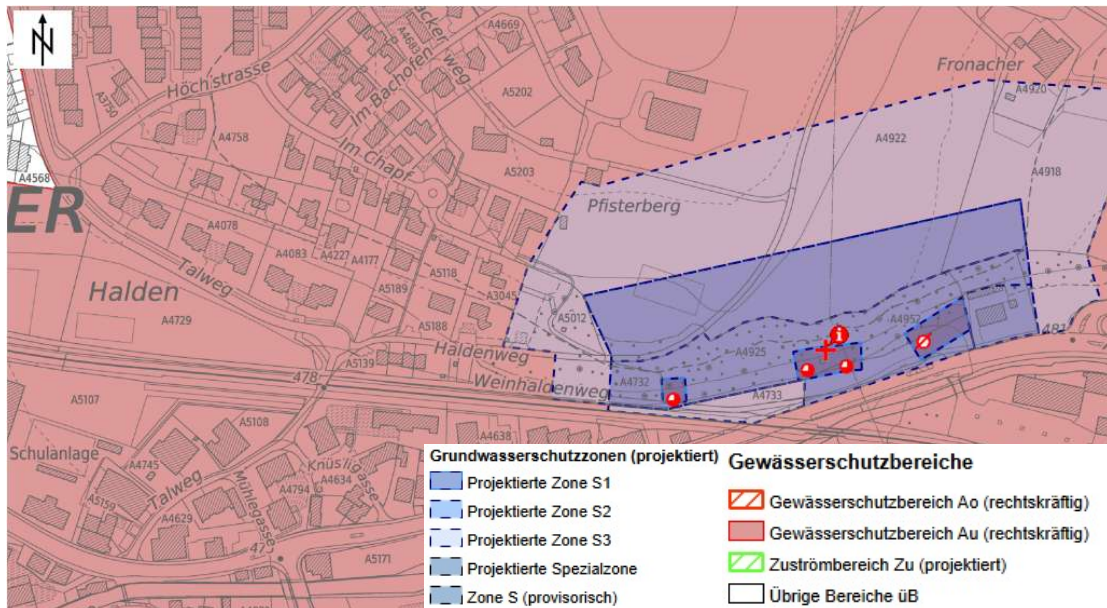 N
A4669
Fronacher
Ackerweg
A4683
A4920
Höchstrasse
Im Bachofen
A5202
A3750
A4922
A4758
Im Chapf
A4918
A4568
A5203
ER
Pfisterberg
A4078
A4083
A4227
A4177
A5118
Talweg
A5189
A3045
Halden
A5012
A4729
A5188
A4952
481
i
Haldenweg
A4925
A5139
478
Weinhaldenweg
A4732
A4733
A5107
A5108
A4638
Schulanlage
A4745
Knüsligasse
A4634
A4794
A5159
Talweg
Mühlegasse
A4629
A5171
Grundwasserschutzzonen (projektiert)
Projektierte Zone S1
Projektierte Zone S2
Projektierte Zone S3
Projektierte Spezialzone
Zone S (provisorisch)
Gewässerschutzbereiche
Gewässerschutzbereich Ao (rechtskräftig)
Gewässerschutzbereich Au (rechtskräftig)
Zuströmbereich Zu (projektiert)
Übrige Bereiche üB